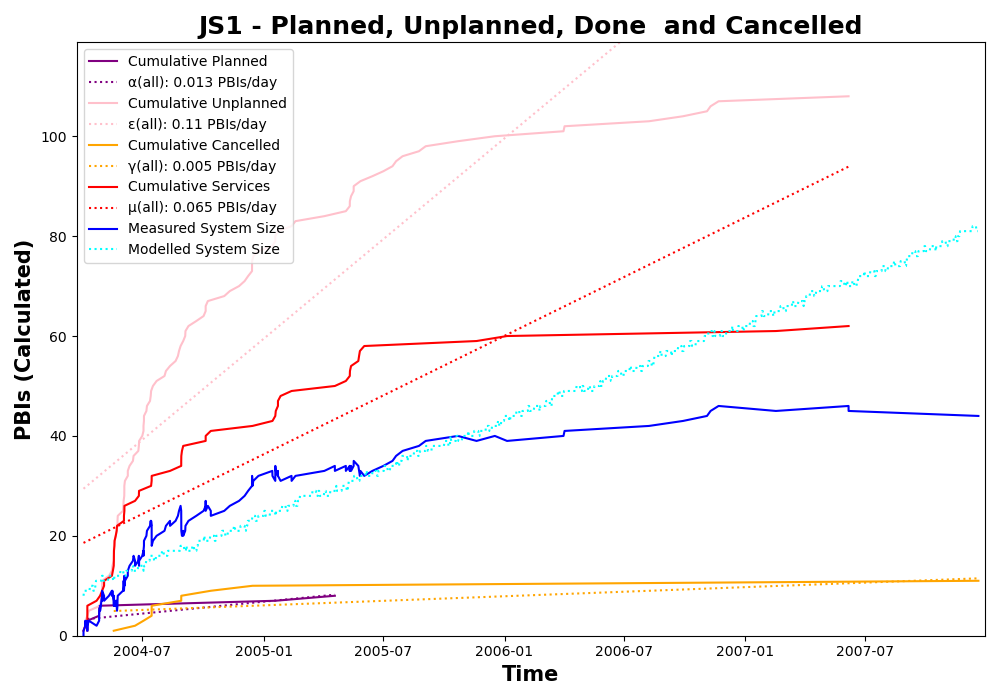 JS1 - Planned, Unplanned, Done  and Cancelled
Cumulative Planned
α(all): 0.013 PBIs/day
Cumulative Unplanned
ε(all): 0.11 PBIs/day
Cumulative Cancelled
γ(all): 0.005 PBIs/day
Cumulative Services
μ(all): 0.065 PBIs/day
Measured System Size
Modelled System Size
PBIs (Calculated)
100
80
60
40
20
0
2004-07 2005-01 2005-07 2006-01 2006-07 2007-01 2007-07
Time